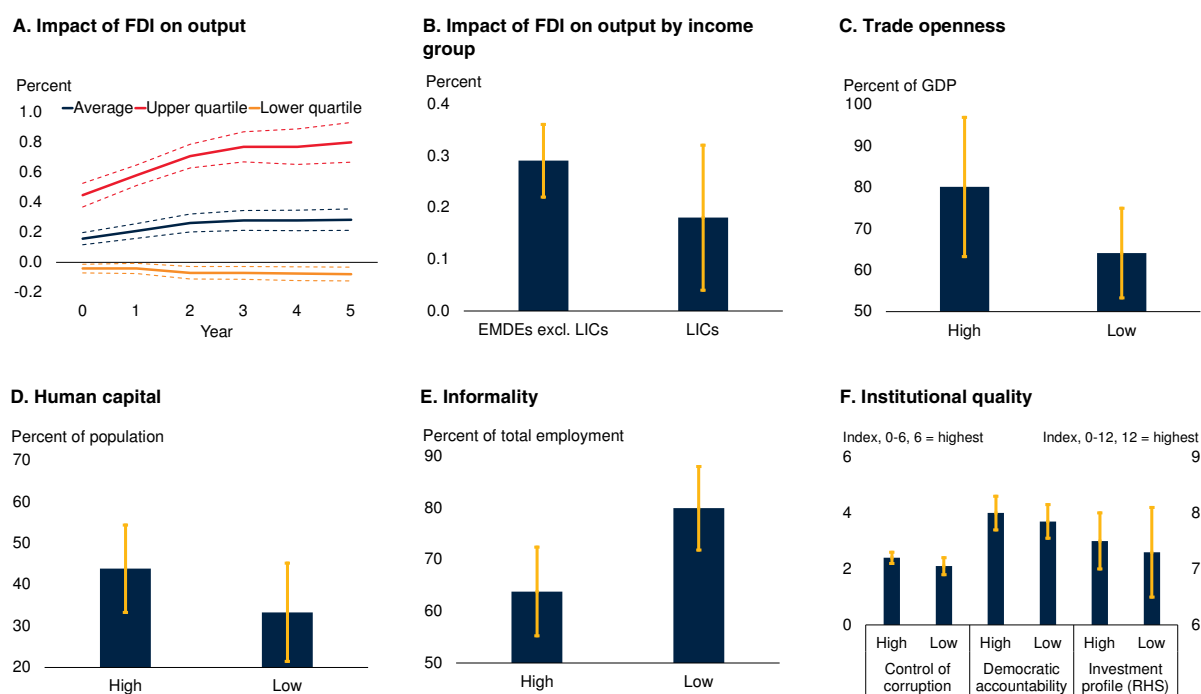 A. Impact of FDI on output
Percent
Average Upper quartile Lower quartile
1.0
0.8
0.6
0.4
0.2
0.0
-0.2
0 1 2 3 4 5
Year
B. Impact of FDI on output by income
group
Percent
0.4
0.3
0.2
0.1
0.0
EMDEs excl. LICs LICs
C. Trade openness
Percent of GDP
100
90
80
70
60
50
High Low
D. Human capital
Percent of population
70
60
50
40
30
20
High Low
E. Informality
Percent of total employment
90
80
70
60
50
High Low
F. Institutional quality
Index, 0-6, 6 = highest Index, 0-12, 12 = highest
6 9
4 8
2 7
0 6
High Low High Low High Low
Control of Democratic Investment
corruption accountability profile (RHS)